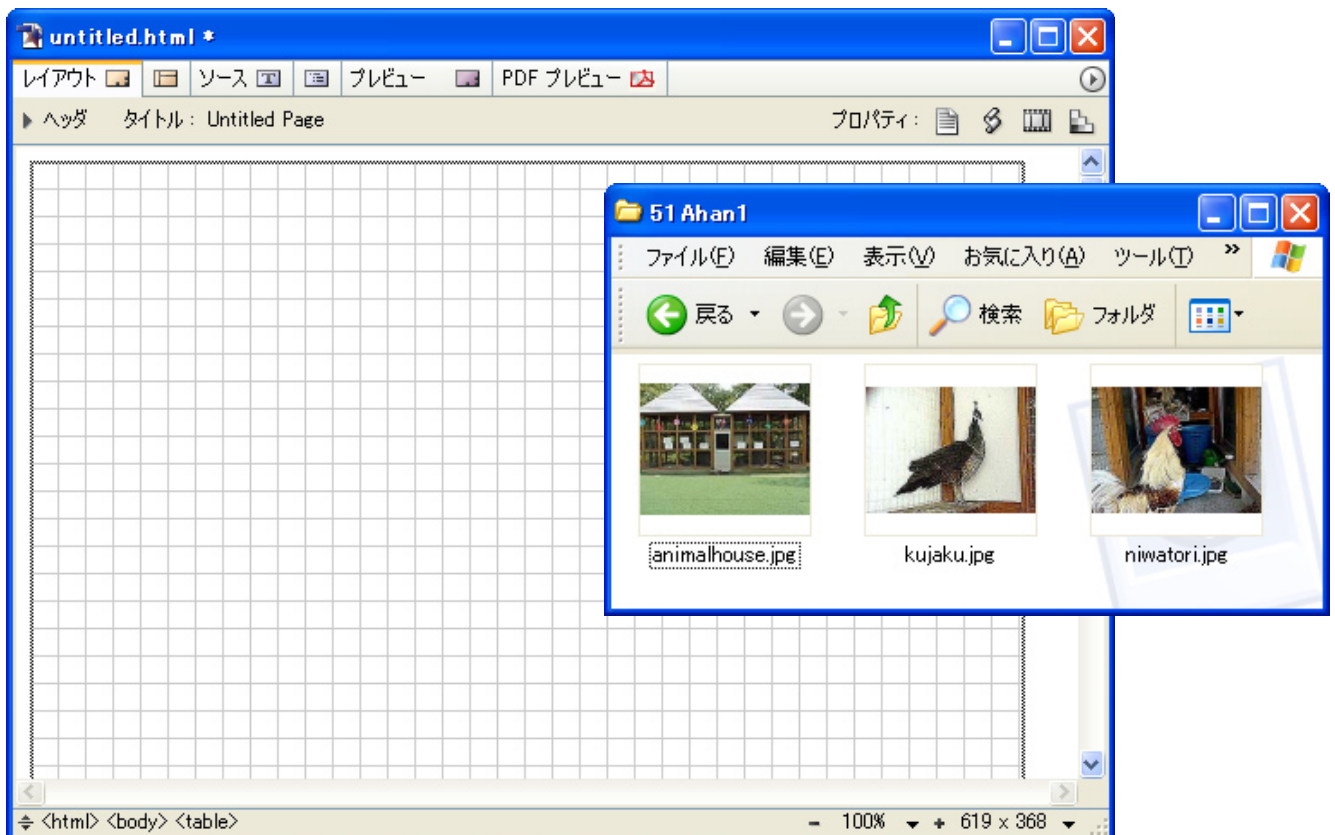 untitled.html *
レイアウト ソース プレビュー PDF プレビュー
ヘッダ タイトル : Untitled Page プロパティ :
51 Ahan1
ファイル(F) 編集(E) 表示(V) お気に入り(A) ツール(T) »
戻る 検索 フォルダ
animalhouse.jpg kujaku.jpg niwatori.jpg
<html> <body> <table> - 100% + 619 x 368